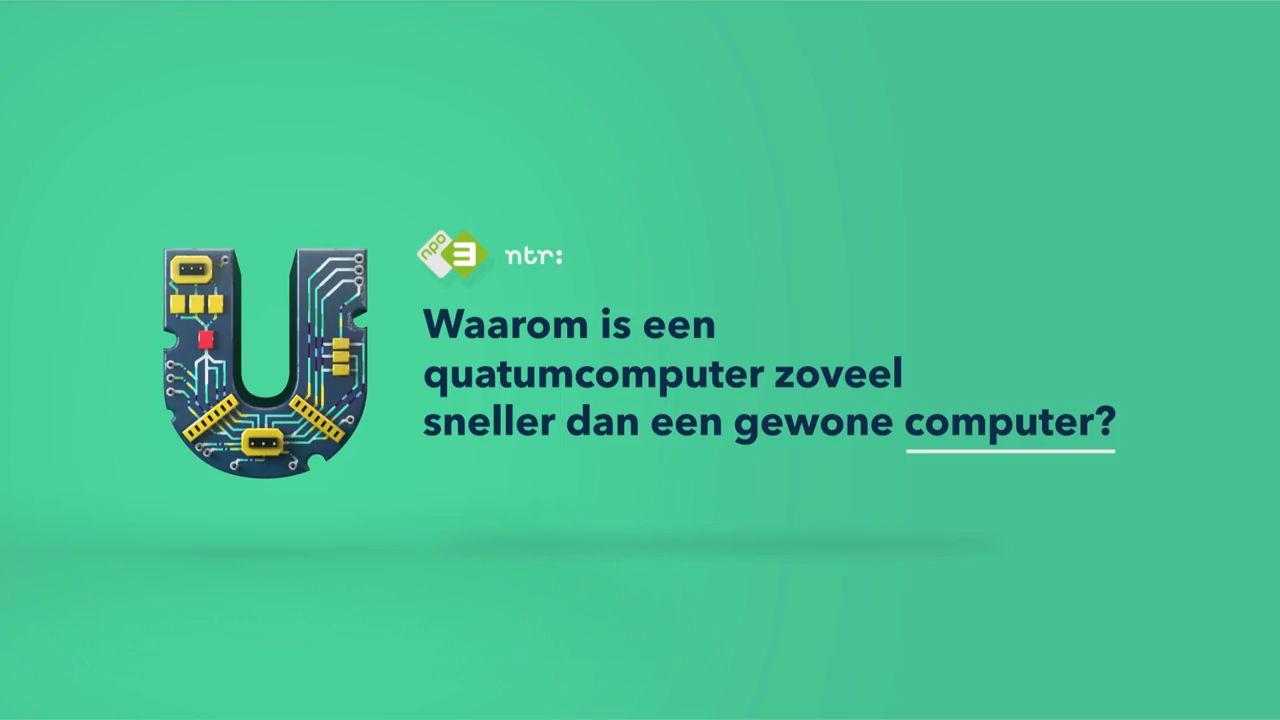 npo 3 ntr:
U
Waarom is een
quatumcomputer zoveel
sneller dan een gewone computer?